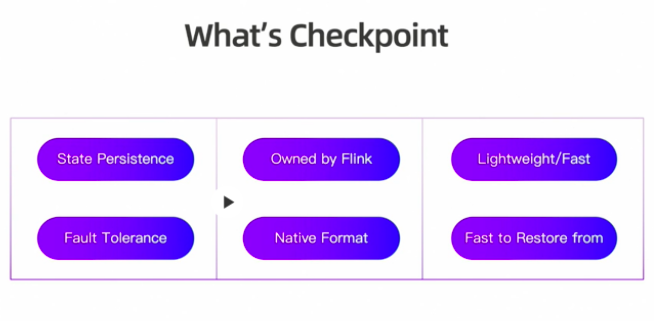 What's Checkpoint
State Persistence
Fault Tolerance
Owned by Flink
Native Format
Lightweight/Fast
Fast to Restore from